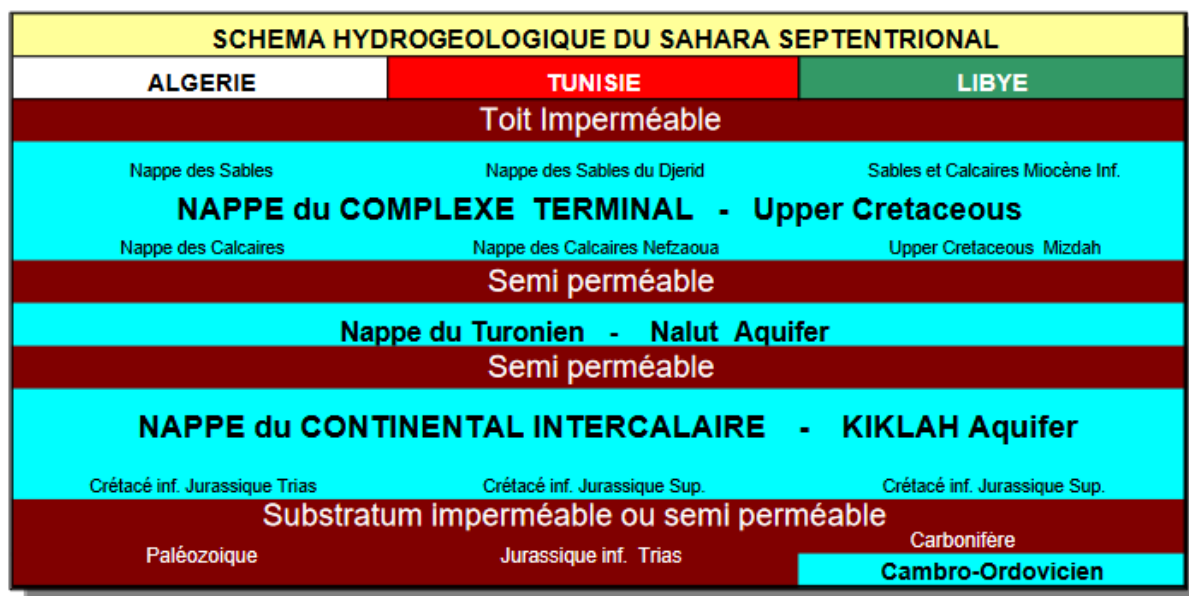 SCHEMA HYDROGEOLOGIQUE DU SAHARA SEPTENTRIONAL
ALGERIE TUNISIE LIBYE
Toit Imperméable
Nappe des Sables Nappe des Sables du Djerid Sables et Calcaires Miocène Inf.
NAPPE du COMPLEXE TERMINAL - Upper Cretaceous
Nappe des Calcaires Nappe des Calcaires Nefzaoua Upper Cretaceous Mizdah
Semi perméable
Nappe du Turonien - Nalut Aquifer
Semi perméable
NAPPE du CONTINENTAL INTERCALAIRE - KIKLAH Aquifer
Crétacé inf. Jurassique Trias Crétacé inf. Jurassique Sup. Crétacé inf. Jurassique Sup.
Substratum imperméable ou semi perméable
Paléozoique Jurassique inf. Trias Carbonifère
Cambro-Ordovicien